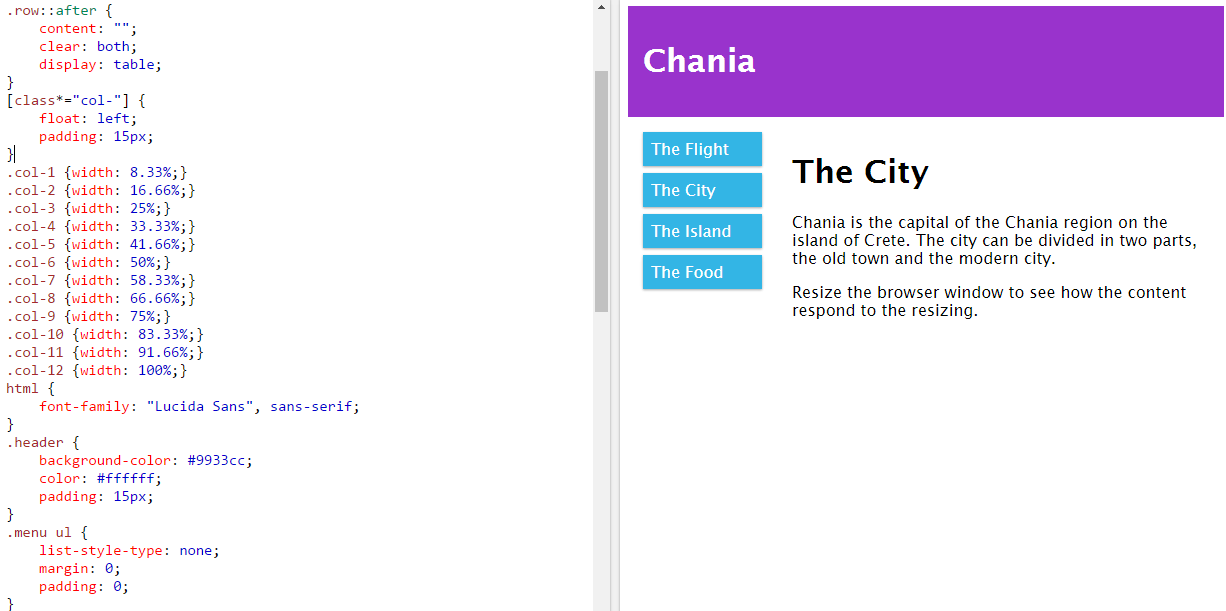 .row::after {
    content: "";
    clear: both;
    display: table;
}
[class*="col-"] {
    float: left;
    padding: 15px;
}
.col-1 {width: 8.33%;}
.col-2 {width: 16.66%;}
.col-3 {width: 25%;}
.col-4 {width: 33.33%;}
.col-5 {width: 41.66%;}
.col-6 {width: 50%;}
.col-7 {width: 58.33%;}
.col-8 {width: 66.66%;}
.col-9 {width: 75%;}
.col-10 {width: 83.33%;}
.col-11 {width: 91.66%;}
.col-12 {width: 100%;}
html {
    font-family: "Lucida Sans", sans-serif;
}
.header {
    background-color: #9933cc;
    color: #ffffff;
    padding: 15px;
}
.menu ul {
    list-style-type: none;
    margin: 0;
    padding: 0;
}
Chania
The Flight
The City
The Island
The Food
The City
Chania is the capital of the Chania region on the
island of Crete. The city can be divided in two parts,
the old town and the modern city.
Resize the browser window to see how the content
respond to the resizing.